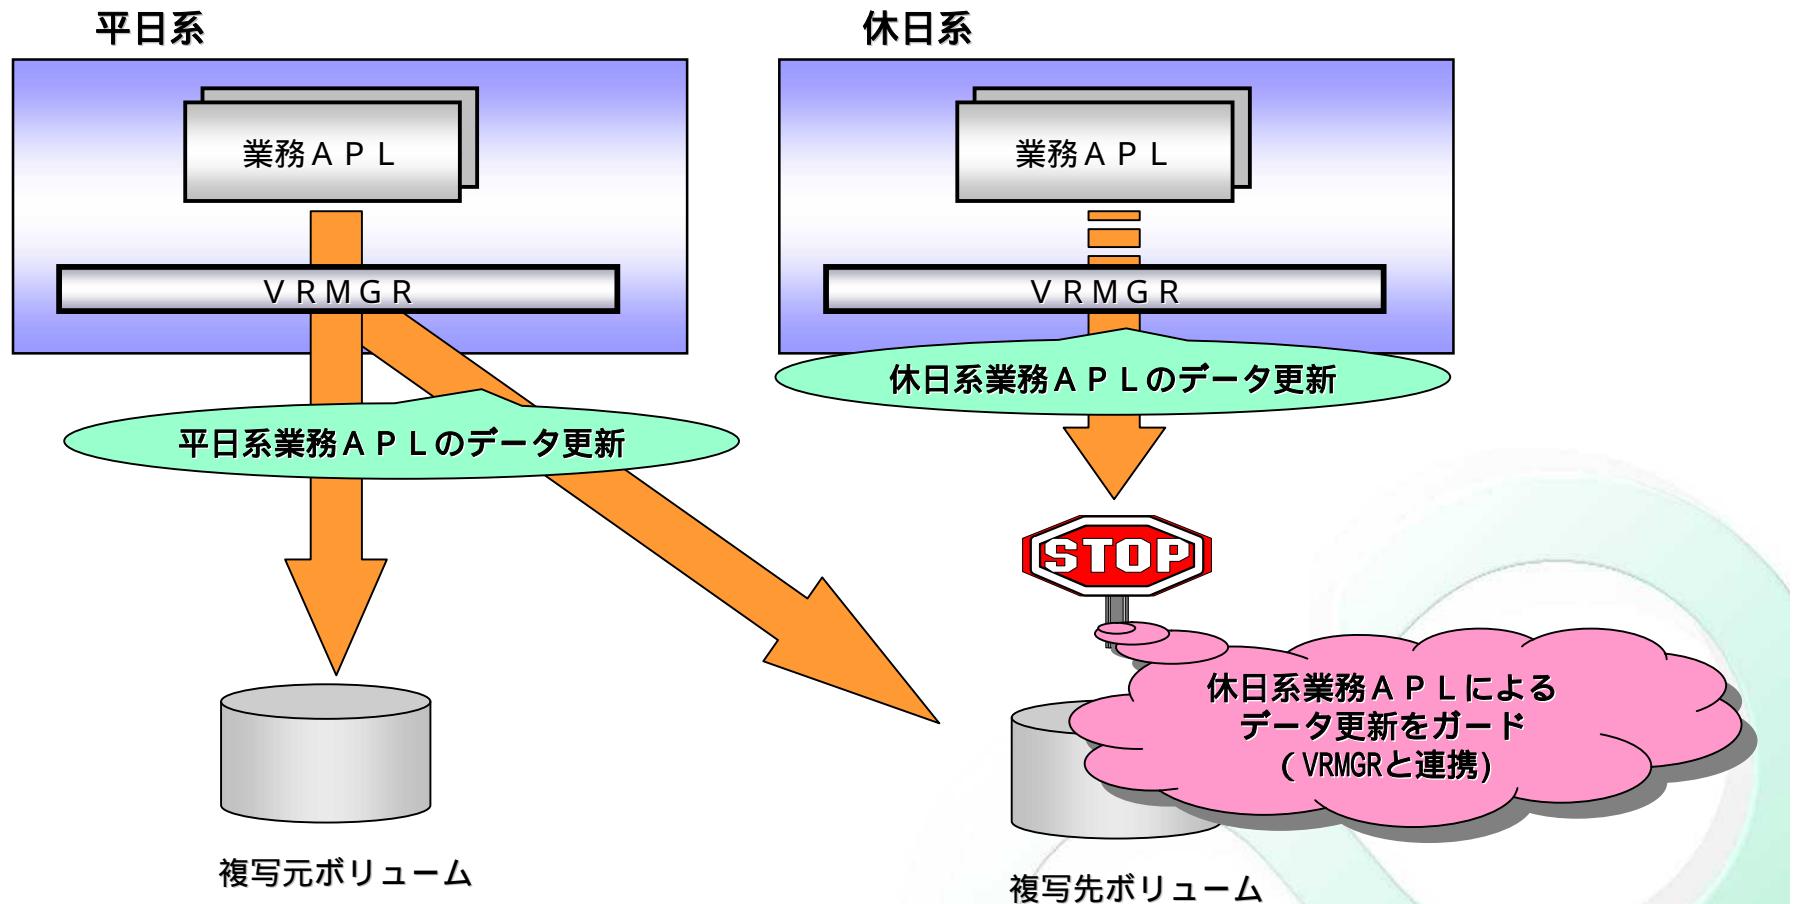 平日系
休日系
業務ＡＰＬ
業務ＡＰＬ
ＶＲＭＧＲ
ＶＲＭＧＲ
休日系業務ＡＰＬのデータ更新
平日系業務ＡＰＬのデータ更新
STOP
休日系業務ＡＰＬによる
データ更新をガード
（VRMGRと連携)
複写元ボリューム
複写先ボリューム